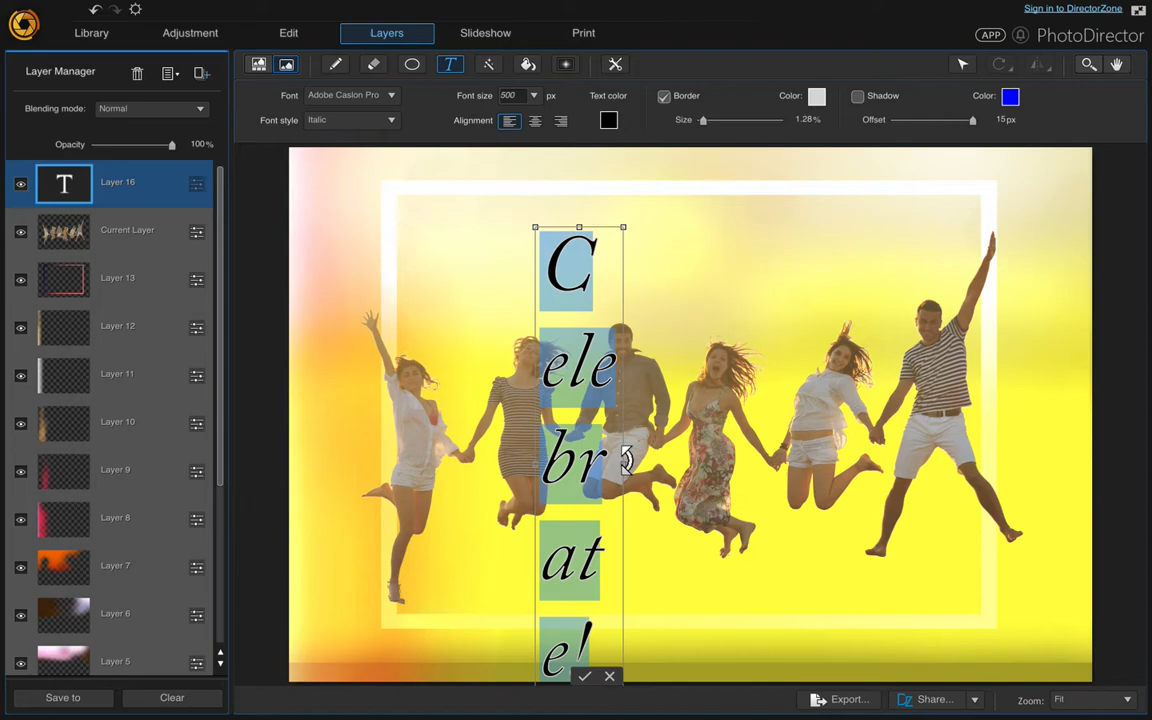 Sign in to DirectorZone
Library
Adjustment
Edit
Layers
Slideshow
Print
APP
PhotoDirector
Layer Manager
T
Blending mode:
Normal
Opacity
100%
Font
Adobe Caslon Pro
Font size
500
px
Text color
Border
Color:
Shadow
Color:
Font style
Italic
Alignment
Size
1.28%
Offset
15px
T
Layer 16
Current Layer
Layer 13
Layer 12
Layer 11
Layer 10
Layer 9
Layer 8
Layer 7
Layer 6
Layer 5
C
ele
br
at
e!
Save to
Clear
Export...
Share...
Zoom:
Fit